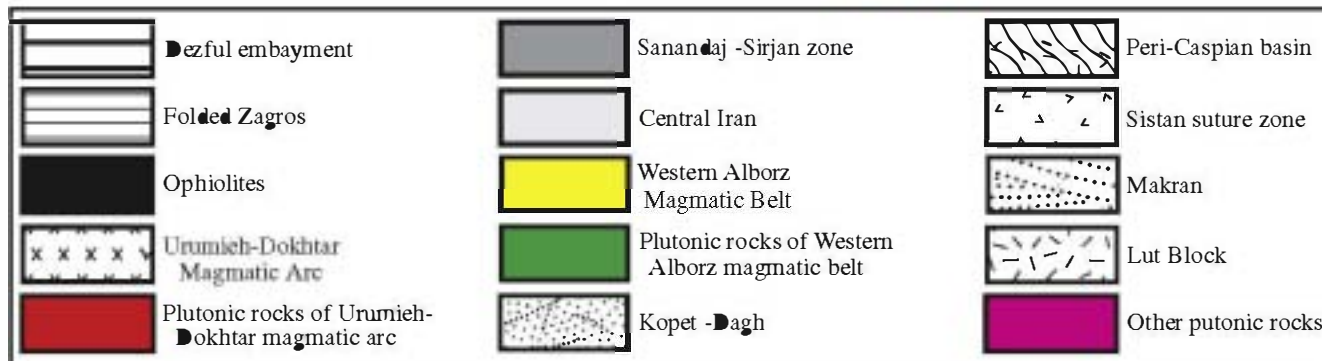 Dezful embayment
Folded Zagros
Ophiolites
Urumieh-Dokhtar
Magmatic Arc
Plutonic rocks of Urumieh-
Dokhtar magmatic arc
Sanandaj -Sirjan zone
Central Iran
Western Alborz
Magmatic Belt
Plutonic rocks of Western
Alborz magmatic belt
Kopet -Dagh
Peri-Caspian basin
Sistan suture zone
Makran
Lut Block
Other putonic rocks